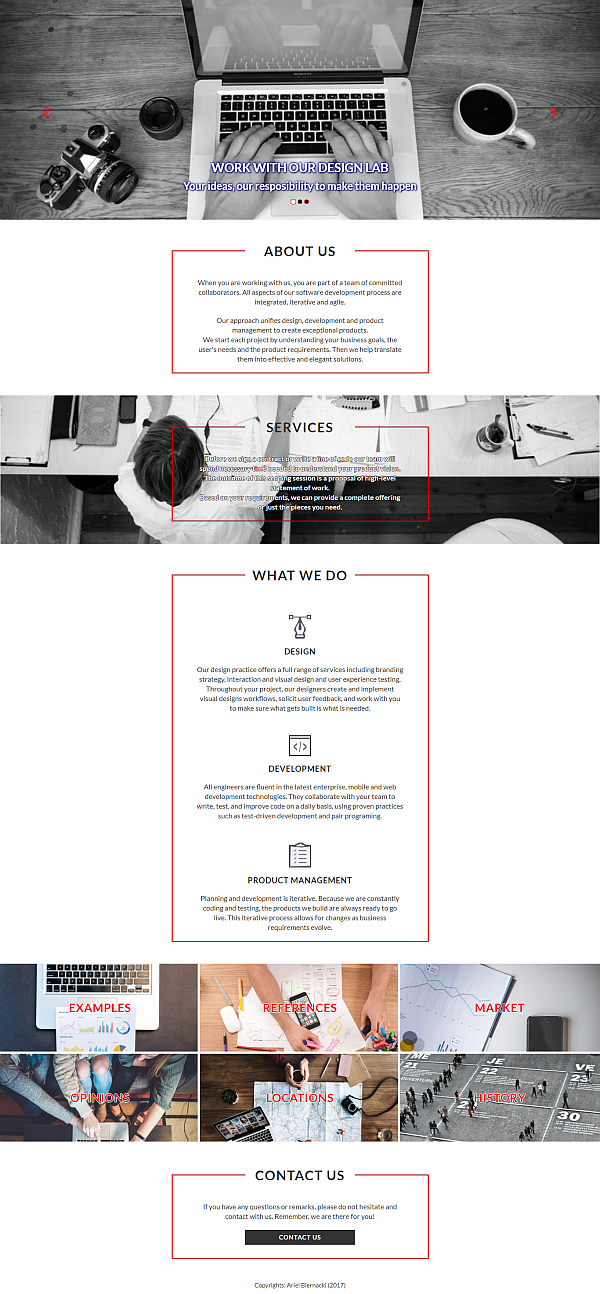 WORK WITH OUR DESIGN LAB
Your ideas, our resposibility to make them happen
ABOUT US
When you are working with us, you are part of a team of committed
collaborators. All aspects of our software development process are
integrated, iterative and agile.
Our approach unifies design, development and product
management to create exceptional products.
We start each project by understanding your business goals, the
user's needs and the product requirements. Then we help translate
them into effective and elegant solutions.
SERVICES
Before we sign a contract or write a line of code our team will
spend necessary time needed to understand your product vision.
The outcome of this scoping session is a proposal of high-level
statement of work.
Based on your requirements, we can provide a complete offering
or just the pieces you need.
WHAT WE DO
DESIGN
Our design practice offers a full range of services including branding
strategy, interaction and visual design and user experience testing.
Throughout your project, our designers create and implement
visual designs workflows, solicit user feedback, and work with you
to make sure what gets built is what is needed.
DEVELOPMENT
All engineers are fluent in the latest enterprise, mobile and web
development technologies. They collaborate with your team to
write, test, and improve code on a daily basis, using proven practices
such as test-driven development and pair programing.
PRODUCT MANAGEMENT
Planning and development is iterative. Because we are constantly
coding and testing, the products we build are always ready to go
live. This iterative process allows for changes as business
requirements evolve.
EXAMPLES
REFERENCES
MARKET
ME
JE
VE
21
22
23
30
OPINIONS
LOCATIONS
HISTORY
CONTACT US
If you have any questions or remarks, please do not hesitate and
contact with us. Remember, we are there for you!
CONTACT US
Copyrights: Ariel Biernacki (2017)